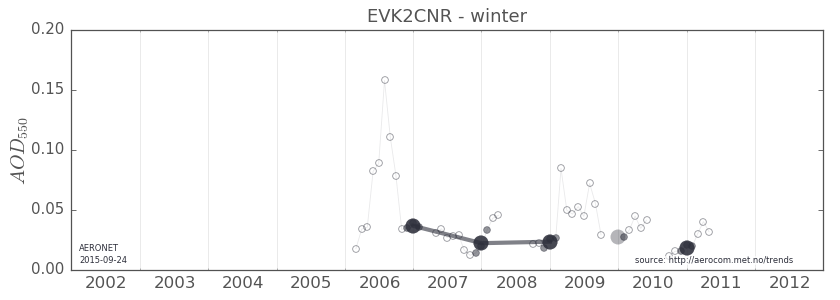 EVK2CNR - winter
0.20
0.15
0.10
0.05
0.00
AOD550
AERONET
2015-09-24
source: http://aerocom.met.no/trends
2002 2003 2004 2005 2006 2007 2008 2009 2010 2011 2012